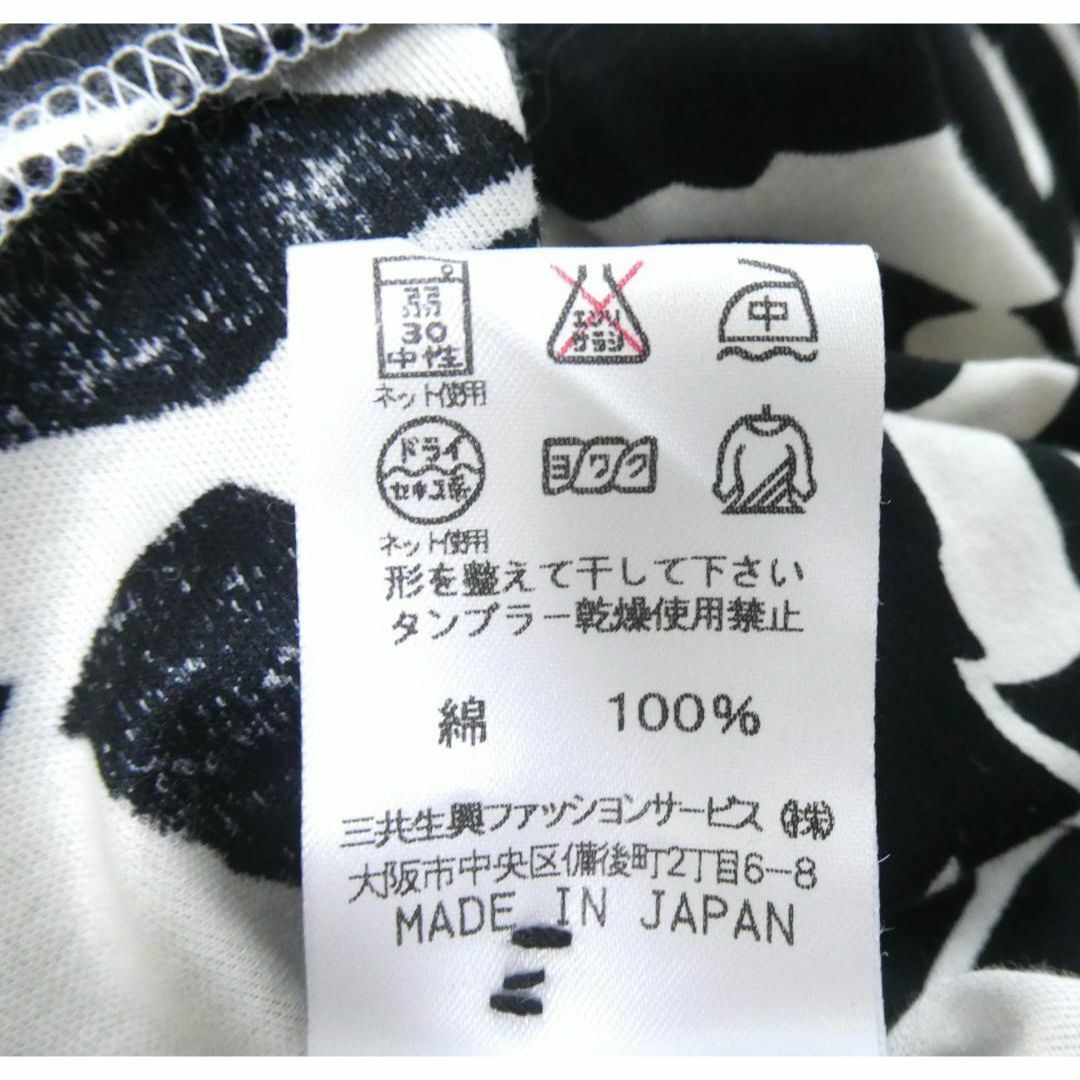 弱
30
中性
ネット使用
エンソ
サラシ
中
ドライ
セキユ系
ネット使用
ヨワク
形を整えて干して下さい
タンブラー乾燥使用禁止
綿 100%
三共生興ファッションサービス(株)
大阪市中央区備後町2丁目6-8
MADE IN JAPAN